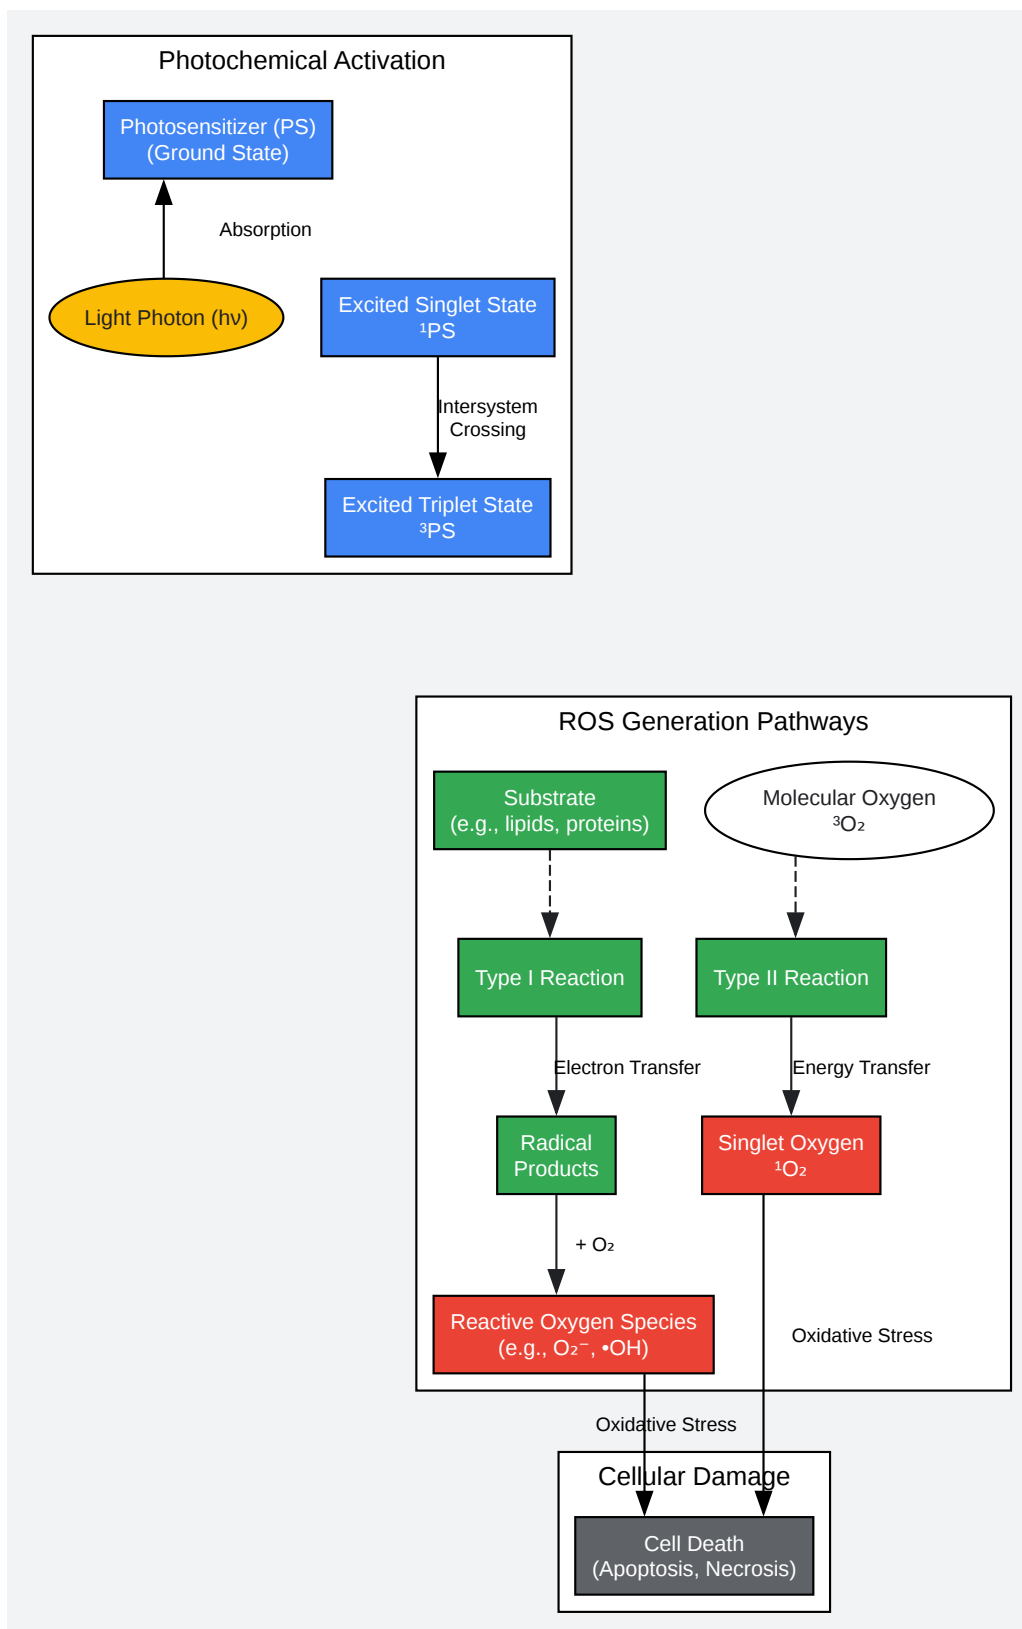 Photochemical Activation
Photosensitizer (PS)
(Ground State)
Absorption
Light Photon (hν)
Excited Singlet State
¹PS
Intersystem
Crossing
Excited Triplet State
³PS
ROS Generation Pathways
Substrate
(e.g., lipids, proteins)
Molecular Oxygen
³O₂
Type I Reaction
Type II Reaction
Electron Transfer
Energy Transfer
Radical
Products
Singlet Oxygen
¹O₂
+ O₂
Reactive Oxygen Species
(e.g., O₂⁻, •OH)
Oxidative Stress
Oxidative Stress
Cellular Damage
Cell Death
(Apoptosis, Necrosis)